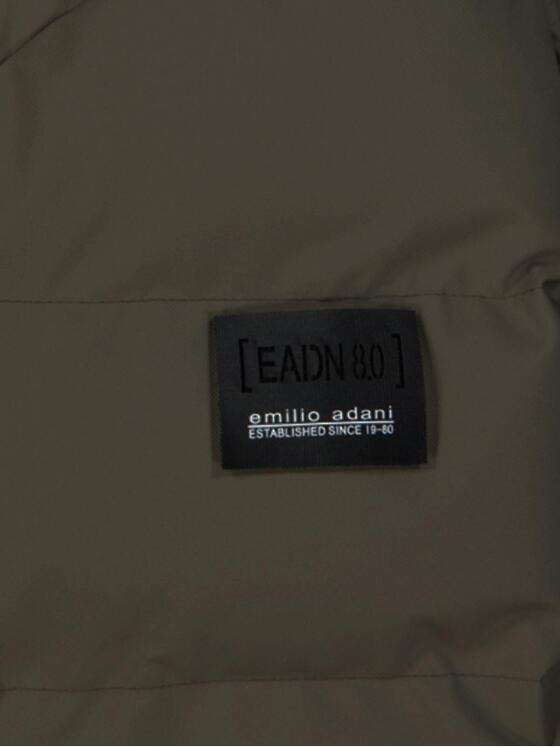 [EADN 8.0]
emilio adani
ESTABLISHED SINCE 19-80